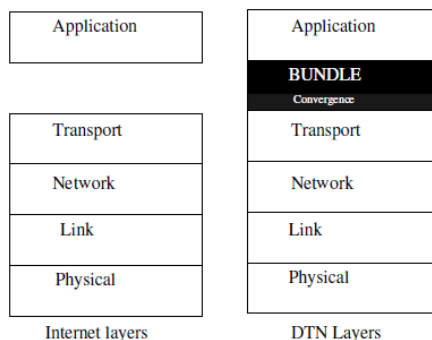 Application
Transport
Network
Link
Physical
Internet layers
Application
BUNDLE
Convergence
Transport
Network
Link
Physical
DTN Layers